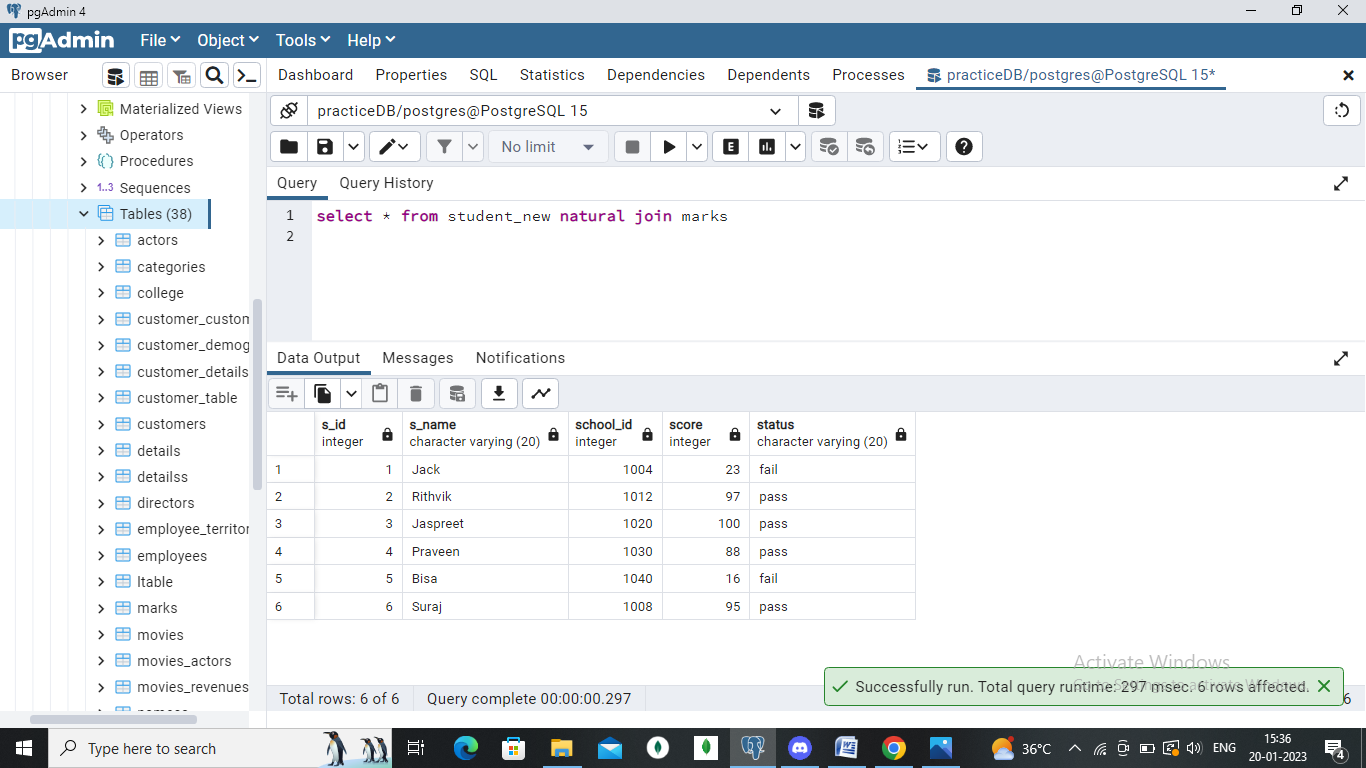 pgAdmin 4
pgAdmin File Object Tools Help
Browser
Dashboard Properties SQL Statistics Dependencies Dependents Processes practiceDB/postgres@PostgreSQL 15*
Materialized Views
Operators
Procedures
1..3 Sequences
Tables (38)
actors
categories
college
customer_custom
customer_demog
customer_details
customer_table
customers
details
detailss
directors
employee_territor
employees
ltable
marks
movies
movies_actors
movies_revenues
practiceDB/postgres@PostgreSQL 15
No limit E
Query Query History
1 select * from student_new natural join marks
2
Data Output Messages Notifications
s_id integer s_name character varying (20) school_id integer score integer status character varying (20)
1 1 Jack 1004 23 fail
2 2 Rithvik 1012 97 pass
3 3 Jaspreet 1020 100 pass
4 4 Praveen 1030 88 pass
5 5 Bisa 1040 16 fail
6 6 Suraj 1008 95 pass
Activate Windows
Successfully run. Total query runtime: 297 msec. 6 rows affected.
Total rows: 6 of 6 Query complete 00:00:00.297 6
Type here to search
36°C ENG 15:36
20-01-2023 4